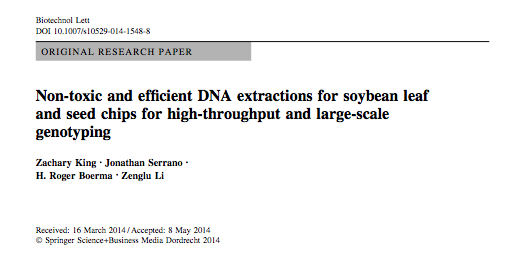 Biotechnol Lett
DOI 10.1007/s10529-014-1548-8
ORIGINAL RESEARCH PAPER
Non-toxic and efficient DNA extractions for soybean leaf
and seed chips for high-throughput and large-scale
genotyping
Zachary King · Jonathan Serrano ·
H. Roger Boerma · Zenglu Li
Received: 16 March 2014 / Accepted: 8 May 2014
© Springer Science+Business Media Dordrecht 2014